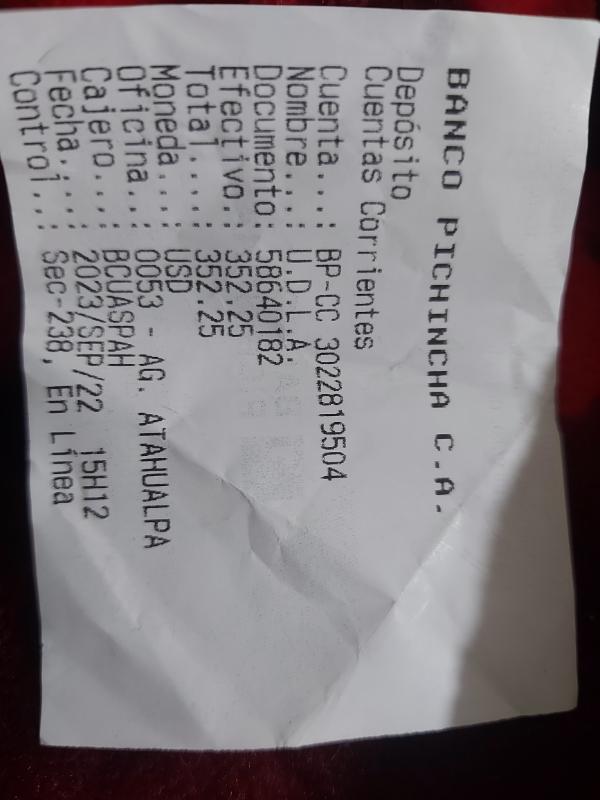 BANCO PICHINCHA C.A.
Depósito
Cuentas Corrientes
Cuenta...: BP-CC 3022819504
Nombre...: U.D.L.A.
Documento: 58640182
Efectivo.: 352.25
Total....: 352.25
Moneda...: USD
Oficina..: 0053 - AG. ATAHUALPA
Cajero...: BCUASPAH
Fecha....: 2023/SEP/22 15H12
Control..: Sec-238, En Línea